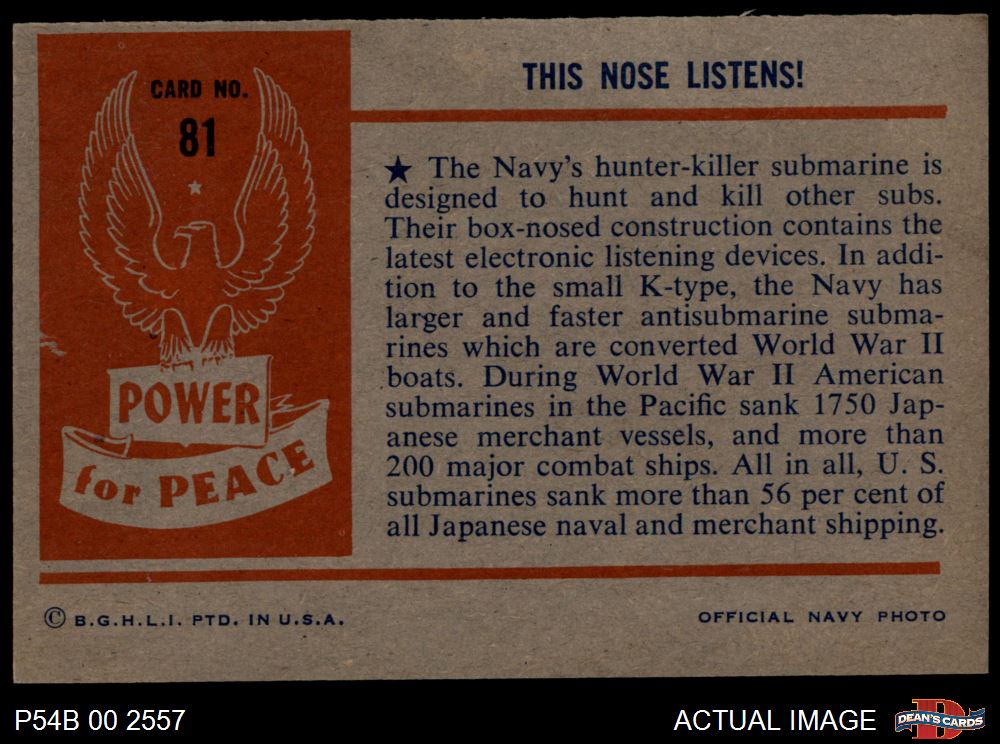 CARD NO.
81
POWER
for PEACE
THIS NOSE LISTENS!
★ The Navy's hunter-killer submarine is
designed to hunt and kill other subs.
Their box-nosed construction contains the
latest electronic listening devices. In addi-
tion to the small K-type, the Navy has
larger and faster antisubmarine subma-
rines which are converted World War II
boats. During World War II American
submarines in the Pacific sank 1750 Jap-
anese merchant vessels, and more than
200 major combat ships. All in all, U. S.
submarines sank more than 56 per cent of
all Japanese naval and merchant shipping.
© B.G.H.L.I. PTD. IN U.S.A.
OFFICIAL NAVY PHOTO
P54B 00 2557
ACTUAL IMAGE
D
DEAN'S CARDS